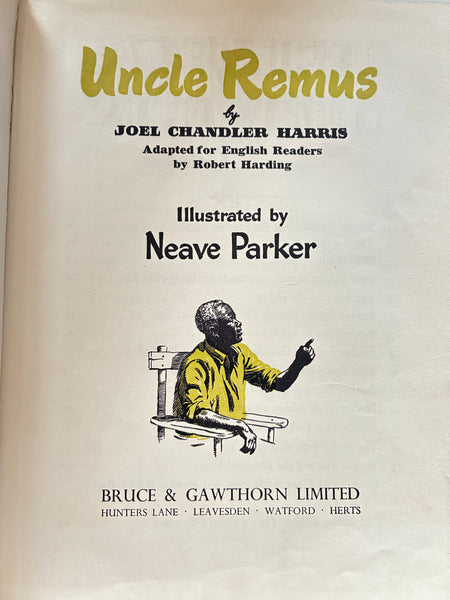 Uncle Remus
by
JOEL CHANDLER HARRIS
Adapted for English Readers
by Robert Harding
Illustrated by
Neave Parker
BRUCE & GAWTHORN LIMITED
HUNTERS LANE · LEAVESDEN · WATFORD · HERTS